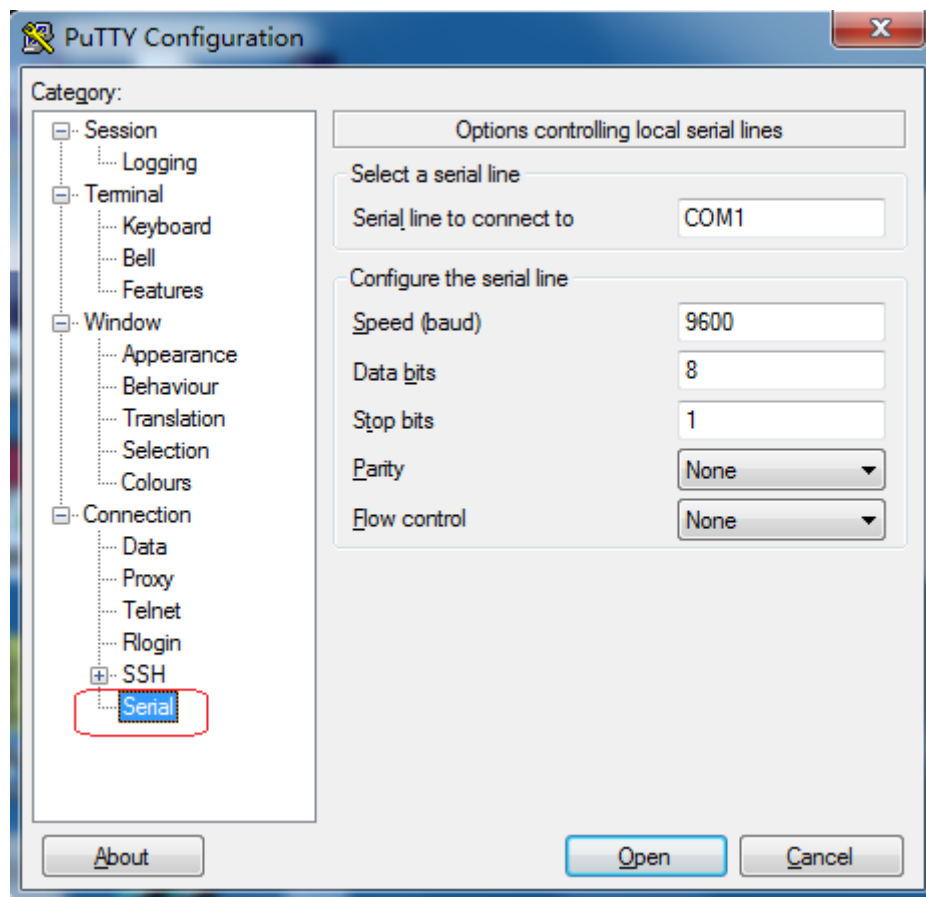 PuTTY Configuration
Category:
Session
Logging
Terminal
Keyboard
Bell
Features
Window
Appearance
Behaviour
Translation
Selection
Colours
Connection
Data
Proxy
Telnet
Rlogin
SSH
Serial
Options controlling local serial lines
Select a serial line
Serial line to connect to COM1
Configure the serial line
Speed (baud) 9600
Data bits 8
Stop bits 1
Parity None
Flow control None
About Open Cancel